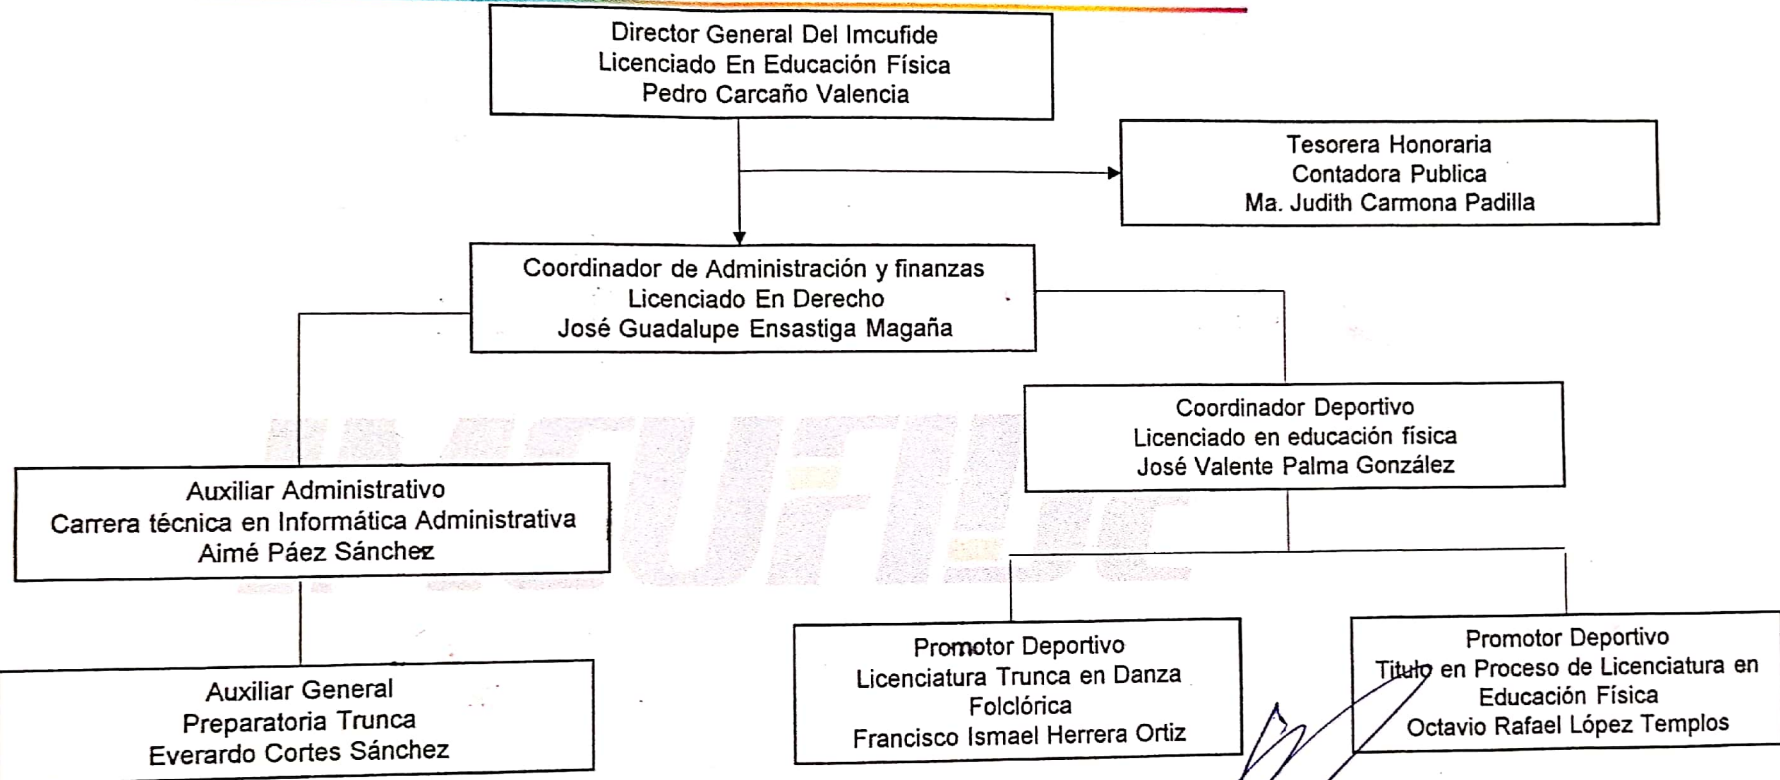 Director General Del Imcufide
Licenciado En Educación Física
Pedro Carcaño Valencia
Tesorera Honoraria
Contadora Publica
Ma. Judith Carmona Padilla
Coordinador de Administración y finanzas
Licenciado En Derecho
José Guadalupe Ensastiga Magaña
Coordinador Deportivo
Licenciado en educación física
José Valente Palma González
IMCUFIDE
Auxiliar Administrativo
Carrera técnica en Informática Administrativa
Aimé Páez Sánchez
Auxiliar General
Preparatoria Trunca
Everardo Cortes Sánchez
Promotor Deportivo
Licenciatura Trunca en Danza
Folclórica
Francisco Ismael Herrera Ortiz
Promotor Deportivo
Titulo en Proceso de Licenciatura en
Educación Física
Octavio Rafael López Templos